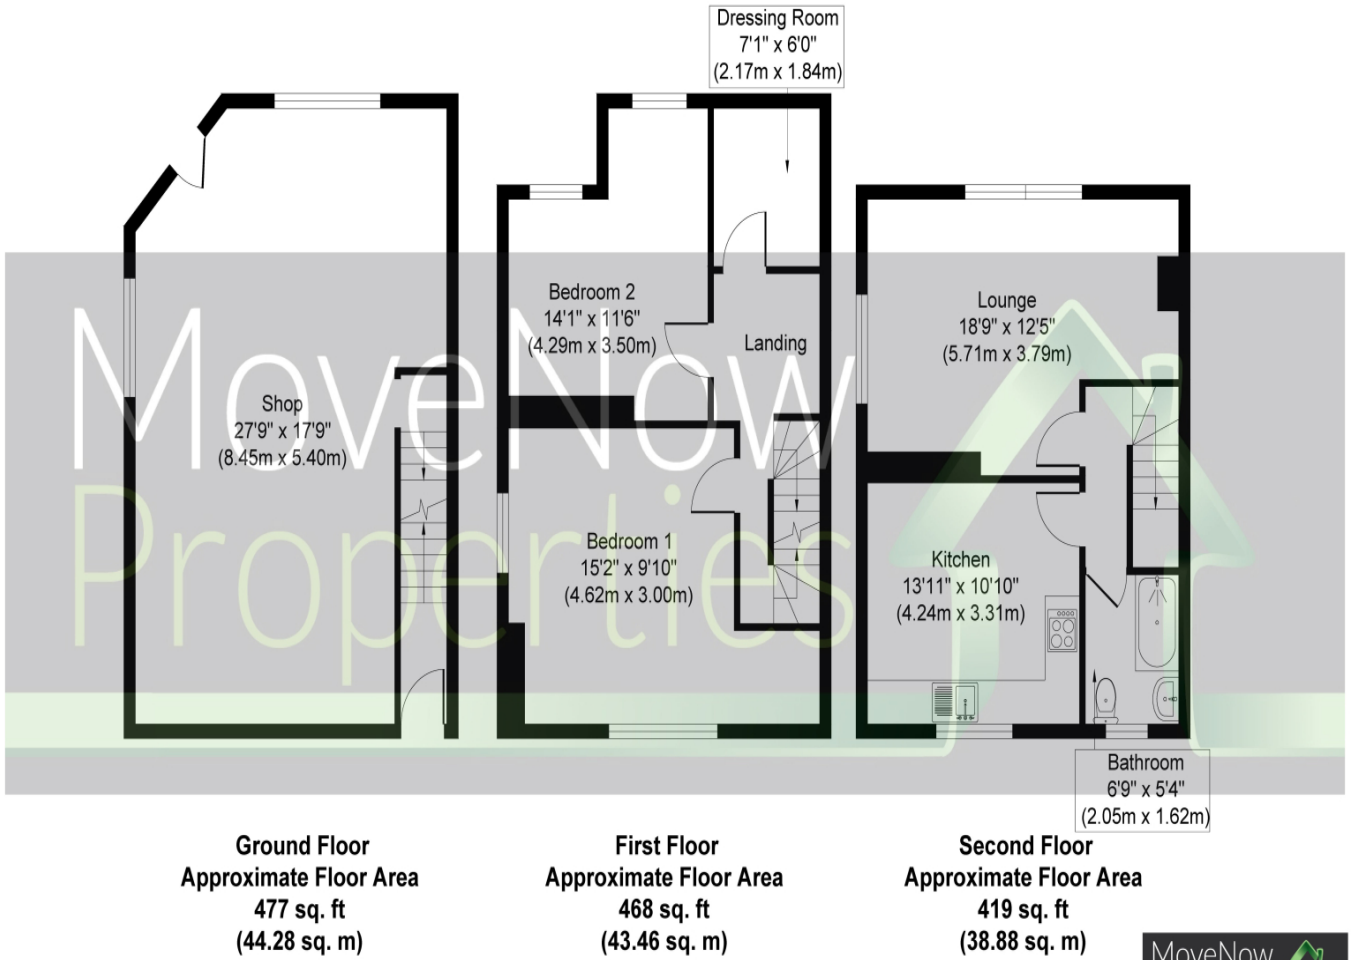 Dressing Room
7'1" x 6'0"
(2.17m x 1.84m)
Bedroom 2
14'1" x 11'6"
(4.29m x 3.50m)
Landing
Lounge
18'9" x 12'5"
(5.71m x 3.79m)
Shop
27'9" x 17'9"
(8.45m x 5.40m)
MoveNow
Properties
Bedroom 1
15'2" x 9'10"
(4.62m x 3.00m)
Kitchen
13'11" x 10'10"
(4.24m x 3.31m)
Bathroom
6'9" x 5'4"
(2.05m x 1.62m)
Ground Floor
Approximate Floor Area
477 sq. ft
(44.28 sq. m)
First Floor
Approximate Floor Area
468 sq. ft
(43.46 sq. m)
Second Floor
Approximate Floor Area
419 sq. ft
(38.88 sq. m)
MoveNow